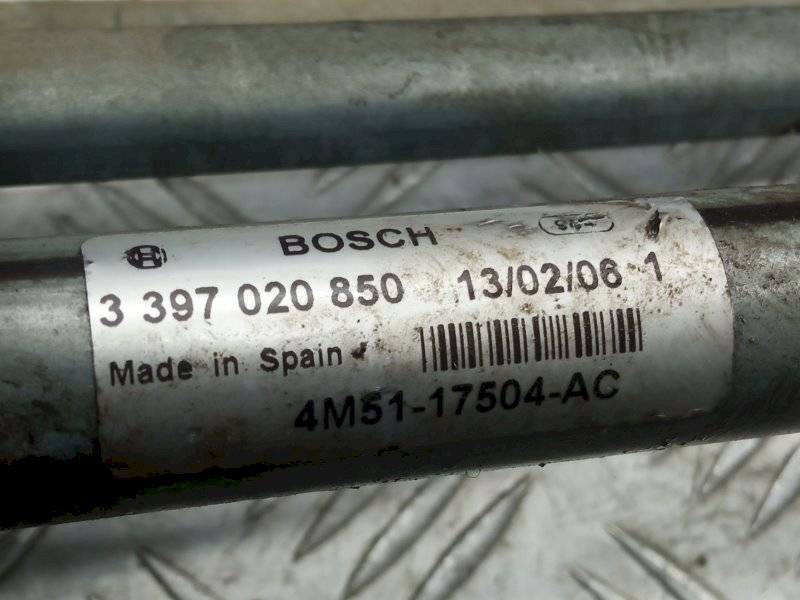 BOSCH
3 397 020 850 13/02/06 1
Made in Spain
4M51-17504-AC